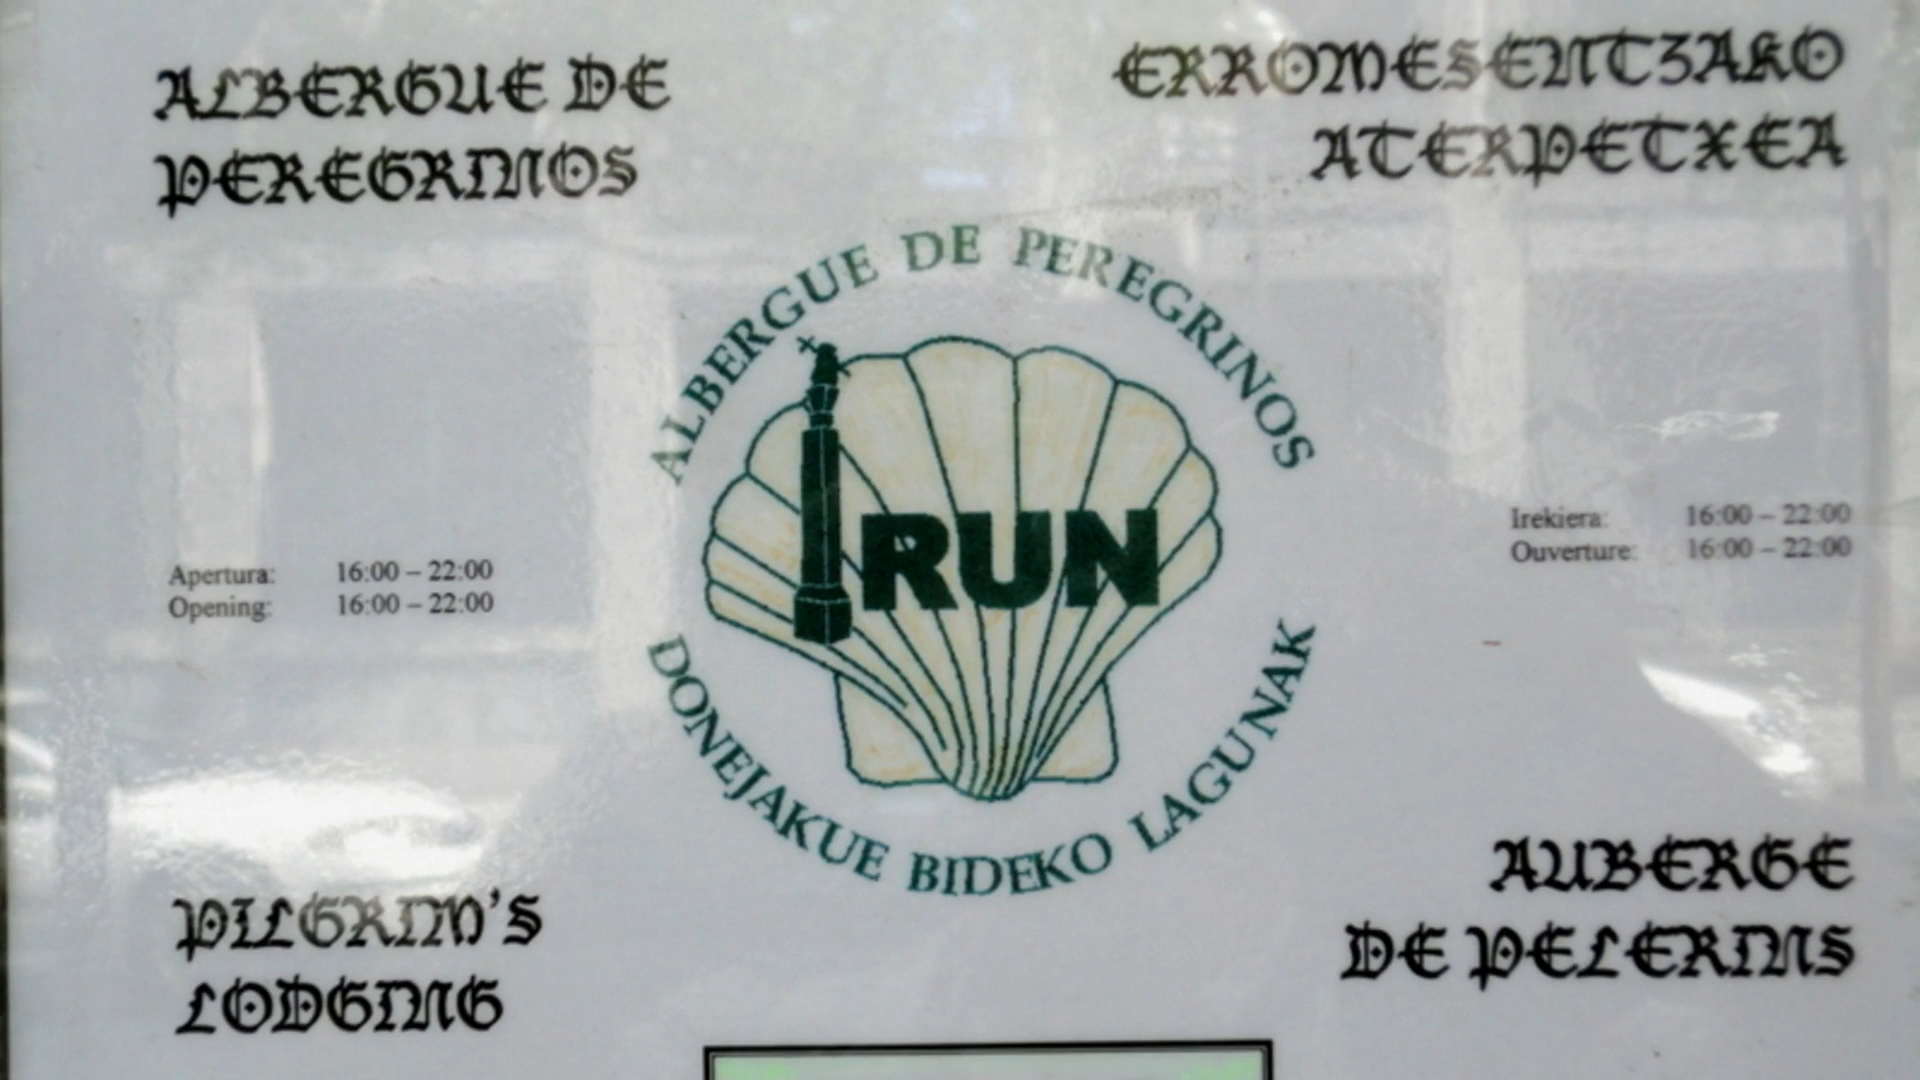 ALBERGUE DE
PEREGRINOS
ERROMESENTZAKO
ATERPETXEA
ALBERGUE DE PEREGRINOS
IRUN
DONEJAKUE BIDEKO LAGUNAK
Apertura: 16:00 – 22:00
Opening: 16:00 – 22:00
Irekiera: 16:00 – 22:00
Ouverture: 16:00 – 22:00
PILGRIM'S
LODGING
AUBERGE
DE PELERINS